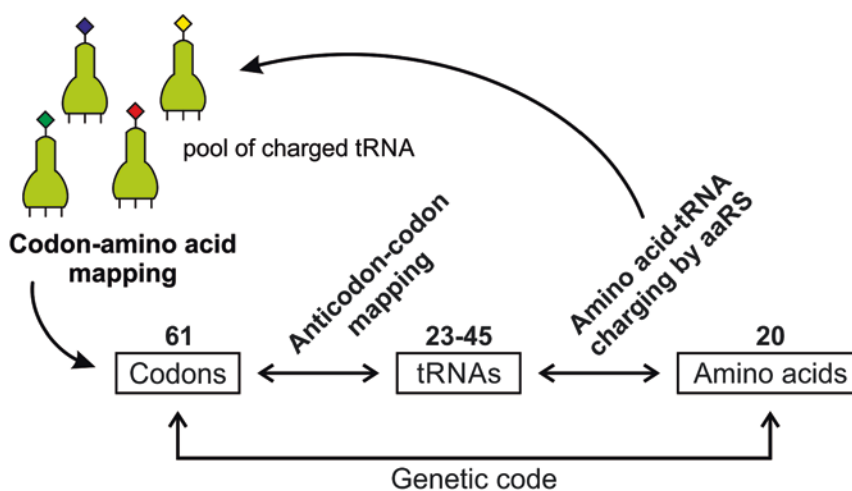 pool of charged tRNA
Codon-amino acid
mapping
Anticodon-codon
mapping
Amino acid-tRNA
charging by aaRS
61
23-45
20
Codons
tRNAs
Amino acids
Genetic code